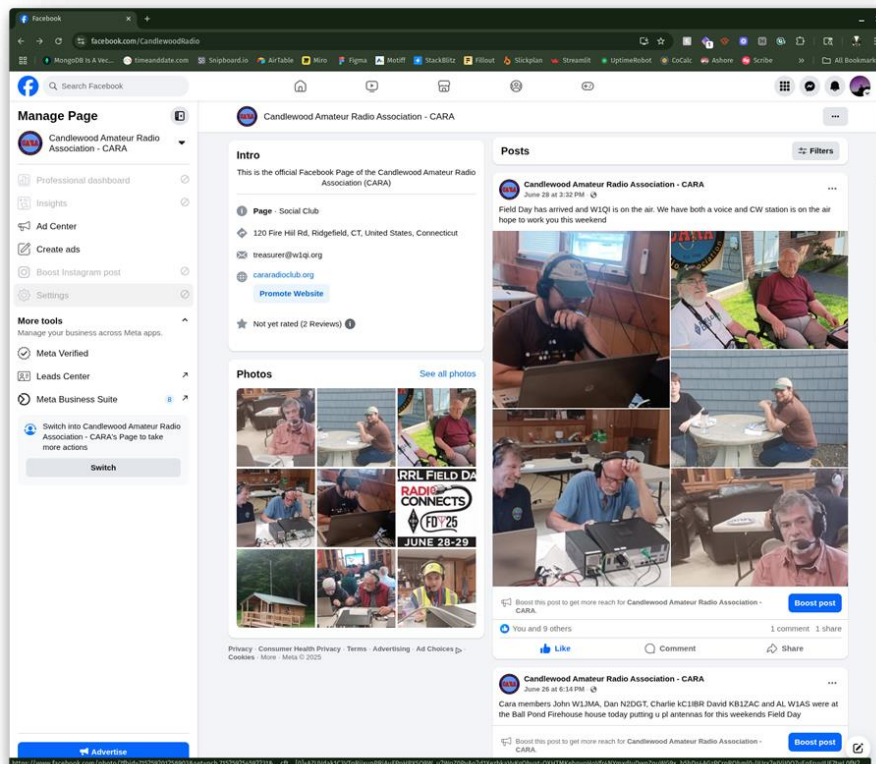 Facebook
facebook.com/CandlewoodRadio
MongoDB Is A Vec...
timeanddate.com
Snipboard.io
AirTable
Miro
Figma
Motiff
StackBlitz
Fillout
Slickplan
Streamlit
UptimeRobot
CoCalc
Ashore
Scribe
All Bookmark
Search Facebook
Manage Page
Candlewood Amateur Radio
Association - CARA
Professional dashboard
Insights
Ad Center
Create ads
Boost Instagram post
Settings
More tools
Manage your business across Meta apps.
Meta Verified
Leads Center
Meta Business Suite
8
Switch into Candlewood Amateur Radio
Association - CARA's Page to take
more actions
Switch
Advertise
Candlewood Amateur Radio Association - CARA
Intro
This is the official Facebook Page of the Candlewood Amateur Radio
Association (CARA)
Page · Social Club
120 Fire Hill Rd, Ridgefield, CT, United States, Connecticut
treasurer@w1qi.org
cararadioclub.org
Promote Website
Not yet rated (2 Reviews)
Photos
See all photos
RRL FIELD DA
RADIO
CONNECTS
FD 25
JUNE 28-29
Privacy · Consumer Health Privacy · Terms · Advertising · Ad Choices ·
Cookies · More · Meta © 2025
Posts
Filters
Candlewood Amateur Radio Association - CARA
June 28 at 3:32 PM ·
Field Day has arrived and W1QI is on the air. We have both a voice and CW station is on the air
hope to work you this weekend
Boost this post to get more reach for Candlewood Amateur Radio Association -
CARA.
Boost post
You and 9 others
1 comment 1 share
Like
Comment
Share
Candlewood Amateur Radio Association - CARA
June 26 at 6:14 PM ·
Cara members John W1JMA, Dan N2DGT, Charlie kC1IBR David KB1ZAC and AL W1AS were at
the Ball Pond Firehouse house today putting u pl antennas for this weekends Field Day
Boost this post to get more reach for Candlewood Amateur Radio Association -
CARA.
Boost post